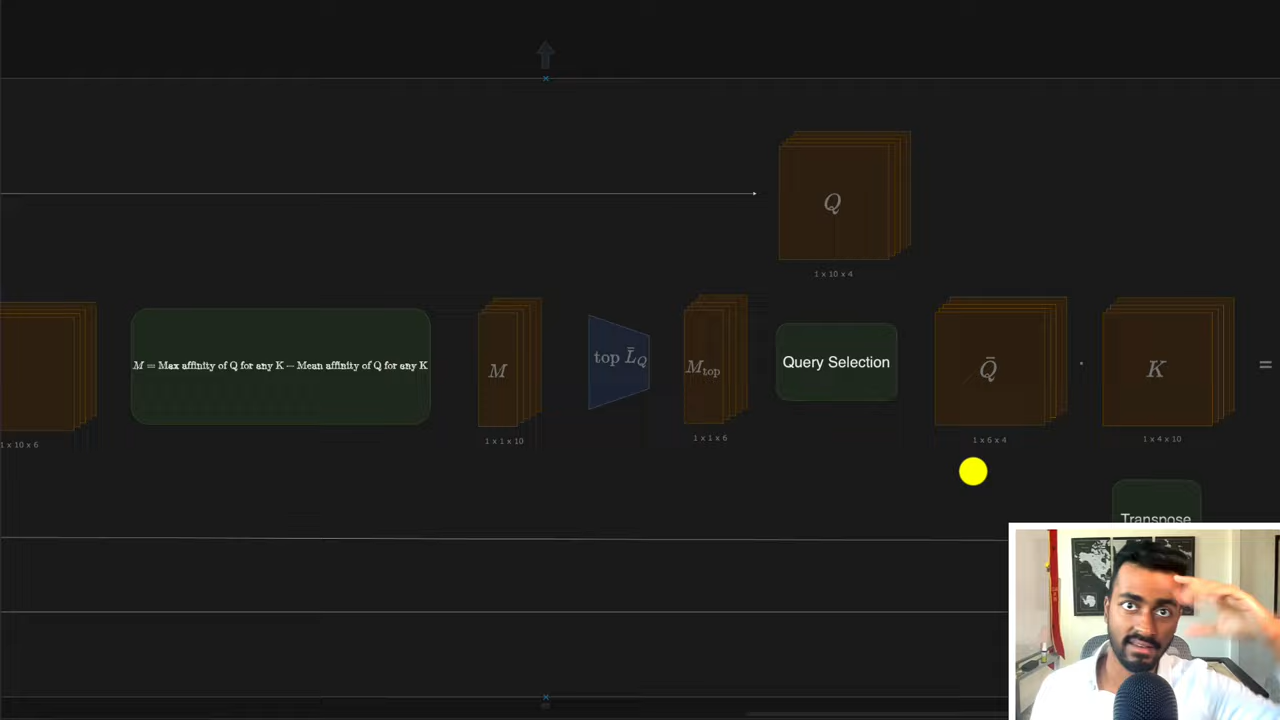 Q
1 x 10 x 4
M = Max affinity of Q for any K − Mean affinity of Q for any K
M
top L̄_Q
M_top
Query Selection
Q̄
·
K
=
1 x 10 x 6
1 x 1 x 10
1 x 1 x 6
1 x 6 x 4
1 x 4 x 10
Transpose